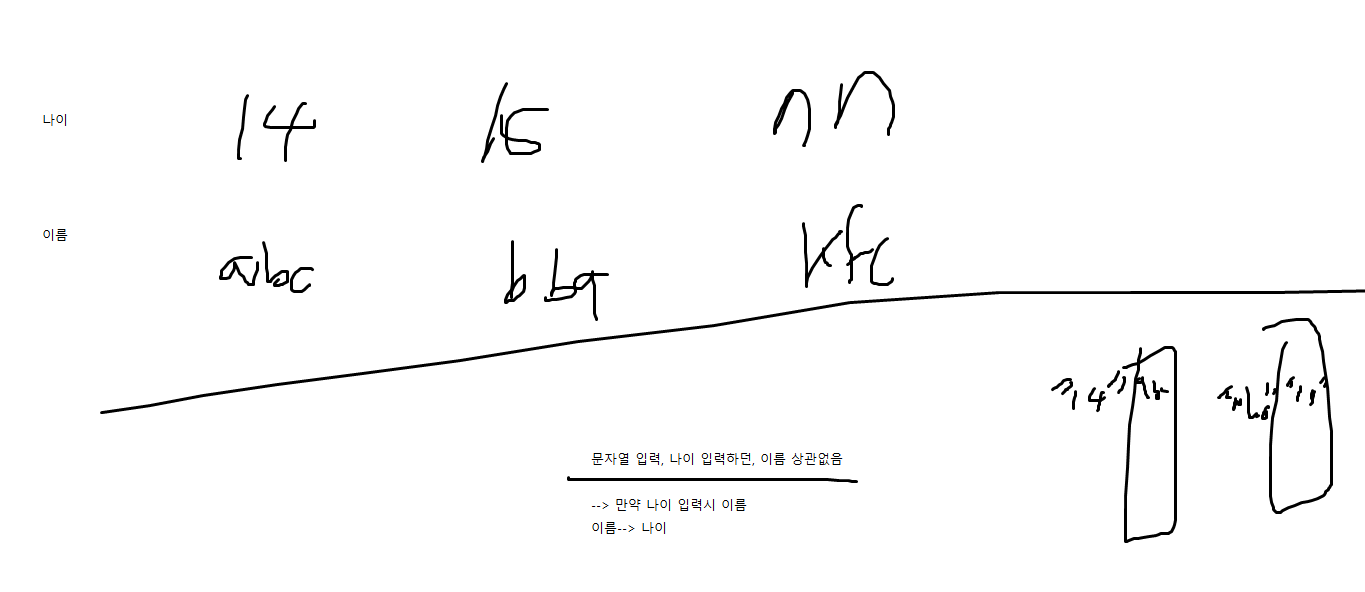 나이 14 15 nn
이름 abc bbq kfc
문자열 입력, 나이 입력하던, 이름 상관없음
--> 만약 나이 입력시 이름
이름--> 나이